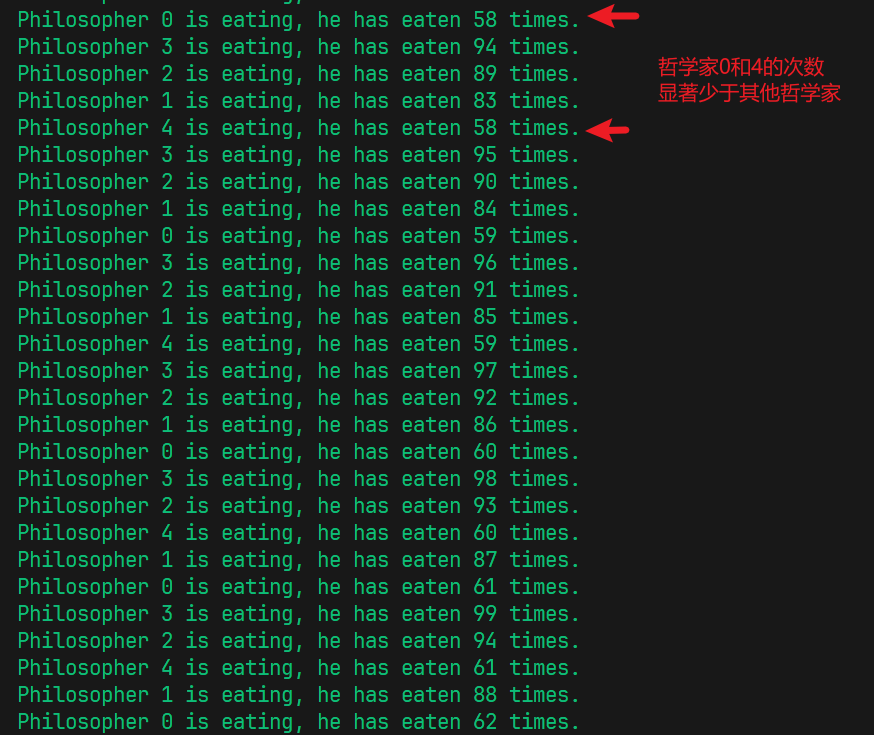 Philosopher 0 is eating, he has eaten 58 times.
Philosopher 3 is eating, he has eaten 94 times.
哲学家0和4的次数
Philosopher 2 is eating, he has eaten 89 times.
显著少于其他哲学家
Philosopher 1 is eating, he has eaten 83 times.
Philosopher 4 is eating, he has eaten 58 times.
Philosopher 3 is eating, he has eaten 95 times.
Philosopher 2 is eating, he has eaten 90 times.
Philosopher 1 is eating, he has eaten 84 times.
Philosopher 0 is eating, he has eaten 59 times.
Philosopher 3 is eating, he has eaten 96 times.
Philosopher 2 is eating, he has eaten 91 times.
Philosopher 1 is eating, he has eaten 85 times.
Philosopher 4 is eating, he has eaten 59 times.
Philosopher 3 is eating, he has eaten 97 times.
Philosopher 2 is eating, he has eaten 92 times.
Philosopher 1 is eating, he has eaten 86 times.
Philosopher 0 is eating, he has eaten 60 times.
Philosopher 3 is eating, he has eaten 98 times.
Philosopher 2 is eating, he has eaten 93 times.
Philosopher 4 is eating, he has eaten 60 times.
Philosopher 1 is eating, he has eaten 87 times.
Philosopher 0 is eating, he has eaten 61 times.
Philosopher 3 is eating, he has eaten 99 times.
Philosopher 2 is eating, he has eaten 94 times.
Philosopher 4 is eating, he has eaten 61 times.
Philosopher 1 is eating, he has eaten 88 times.
Philosopher 0 is eating, he has eaten 62 times.